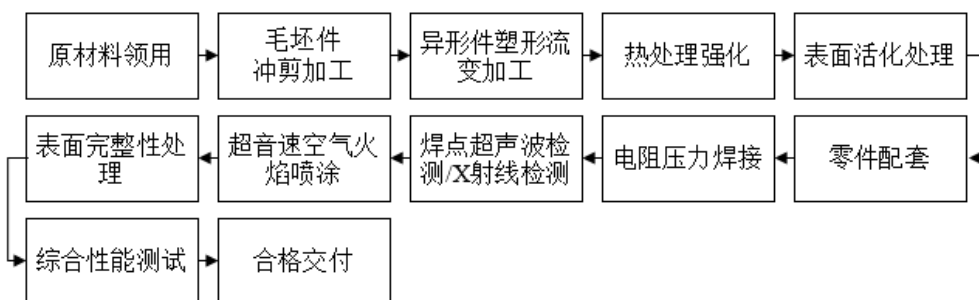 原材料领用
毛坯件
冲剪加工
异形件塑形流
变加工
热处理强化
表面活化处理
表面完整性处
理
超音速空气火
焰喷涂
焊点超声波检
测/X射线检测
电阻压力焊接
零件配套
综合性能测试
合格交付